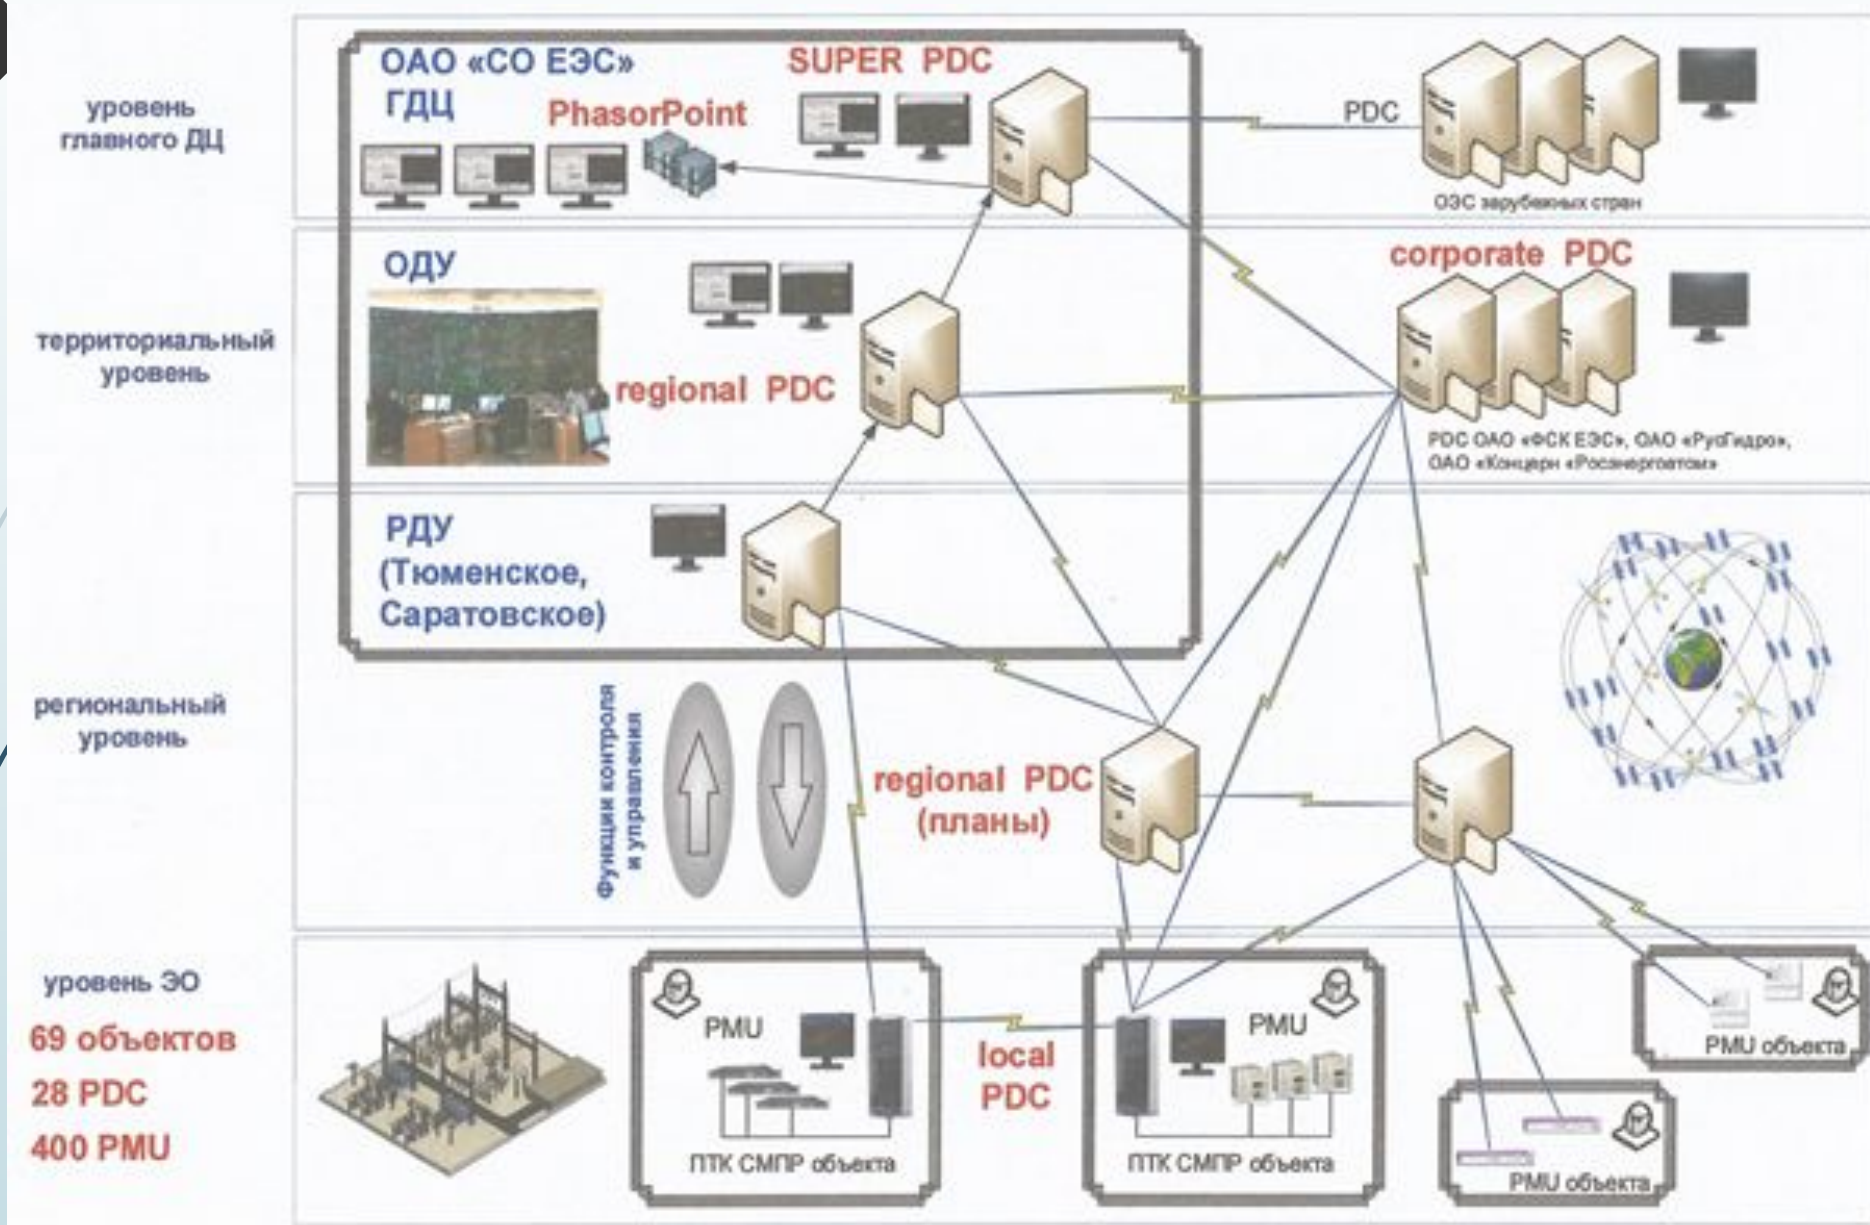 уровень
главного ДЦ
ОАО «СО ЕЭС»
ГДЦ
PhasorPoint
SUPER PDC
PDC
ОЭС зарубежных стран
территориальный
уровень
ОДУ
regional PDC
corporate PDC
PDC ОАО «ФСК ЕЭС», ОАО «РусГидро»,
ОАО «Концерн «Росэнергоатом»
региональный
уровень
РДУ
(Тюменское,
Саратовское)
Функции контроля
и управления
regional PDC
(планы)
уровень ЭО
69 объектов
28 PDC
400 PMU
PMU
ПТК СМПР объекта
local
PDC
PMU
ПТК СМПР объекта
PMU объекта
PMU объекта